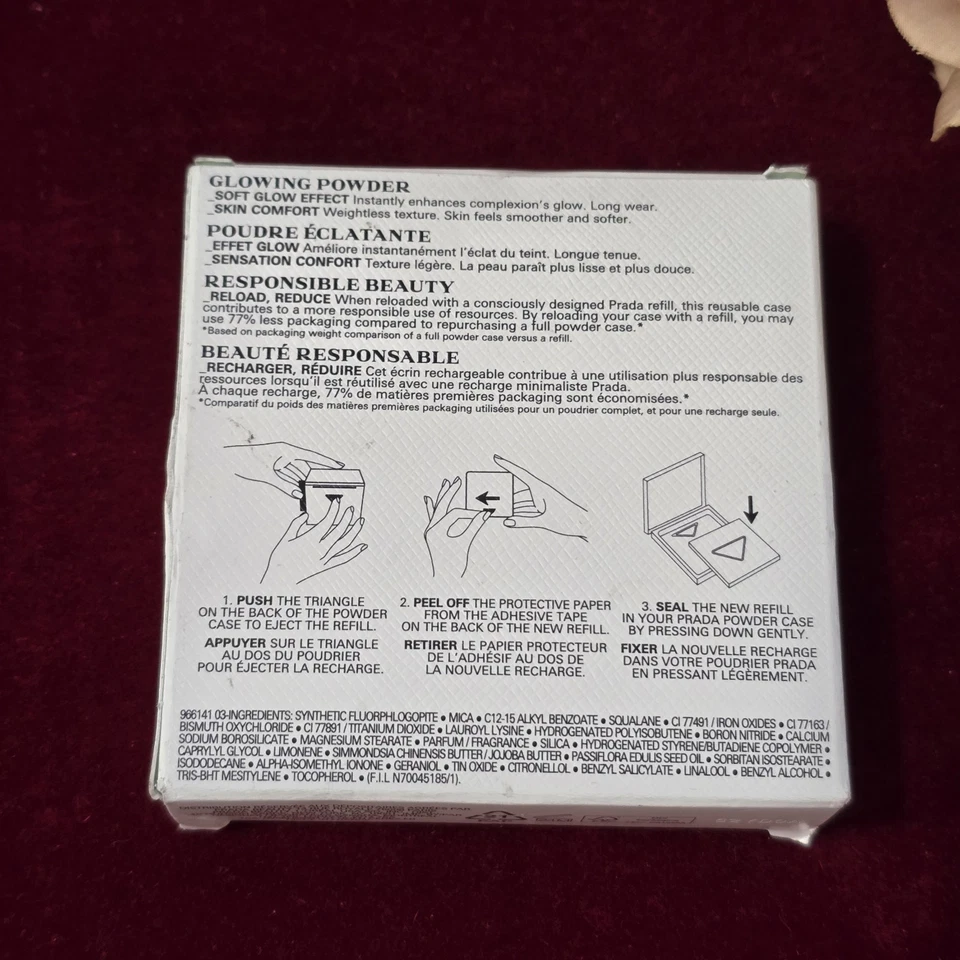 GLOWING POWDER
_SOFT GLOW EFFECT Instantly enhances complexion's glow. Long wear.
_SKIN COMFORT Weightless texture. Skin feels smoother and softer.
POUDRE ÉCLATANTE
_EFFET GLOW Améliore instantanément l'éclat du teint. Longue tenue.
_SENSATION CONFORT Texture légère. La peau paraît plus lisse et plus douce.
RESPONSIBLE BEAUTY
_RELOAD, REDUCE When reloaded with a consciously designed Prada refill, this reusable case
contributes to a more responsible use of resources. By reloading your case with a refill, you may
use 77% less packaging compared to repurchasing a full powder case.*
*Based on packaging weight comparison of a full powder case versus a refill.
BEAUTÉ RESPONSABLE
_RECHARGER, RÉDUIRE Cet écrin rechargeable contribue à une utilisation plus responsable des
ressources lorsqu'il est réutilisé avec une recharge minimaliste Prada.
À chaque recharge, 77% de matières premières packaging sont économisées.*
*Comparatif du poids des matières premières packaging utilisées pour un poudrier complet, et pour une recharge seule.
1. PUSH THE TRIANGLE
ON THE BACK OF THE POWDER
CASE TO EJECT THE REFILL.
APPUYER SUR LE TRIANGLE
AU DOS DU POUDRIER
POUR ÉJECTER LA RECHARGE.
2. PEEL OFF THE PROTECTIVE PAPER
FROM THE ADHESIVE TAPE
ON THE BACK OF THE NEW REFILL.
RETIRER LE PAPIER PROTECTEUR
DE L'ADHÉSIF AU DOS DE
LA NOUVELLE RECHARGE.
3. SEAL THE NEW REFILL
IN YOUR PRADA POWDER CASE
BY PRESSING DOWN GENTLY.
FIXER LA NOUVELLE RECHARGE
DANS VOTRE POUDRIER PRADA
EN PRESSANT LÉGÈREMENT.
966141 03-INGREDIENTS: SYNTHETIC FLUORPHLOGOPITE • MICA • C12-15 ALKYL BENZOATE • SQUALANE • CI 77491 / IRON OXIDES • CI 77163 /
BISMUTH OXYCHLORIDE • CI 77891 / TITANIUM DIOXIDE • LAUROYL LYSINE • HYDROGENATED POLYISOBUTENE • BORON NITRIDE • CALCIUM
SODIUM BOROSILICATE • MAGNESIUM STEARATE • PARFUM / FRAGRANCE • SILICA • HYDROGENATED STYRENE/BUTADIENE COPOLYMER •
CAPRYLYL GLYCOL • LIMONENE • SIMMONDSIA CHINENSIS BUTTER / JOJOBA BUTTER • PASSIFLORA EDULIS SEED OIL • SORBITAN ISOSTEARATE •
ISODODECANE • ALPHA-ISOMETHYL IONONE • GERANIOL • TIN OXIDE • CITRONELLOL • BENZYL SALICYLATE • LINALOOL • BENZYL ALCOHOL •
TRIS-BHT MESITYLENE • TOCOPHEROL • (F.I.L N70045185/1).